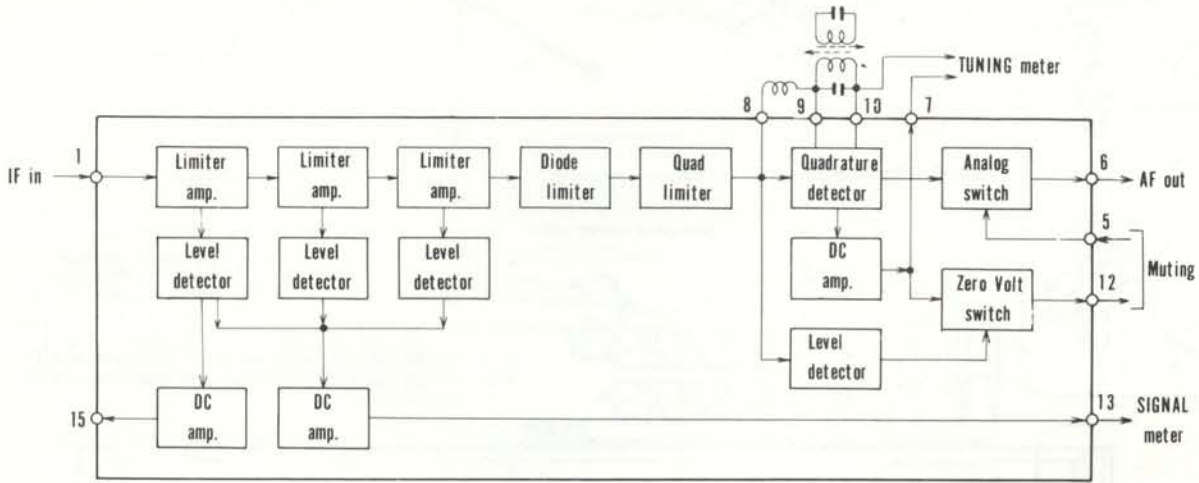 TUNING meter
8
9
10
7
1
IF in
Limiter amp.
Limiter amp.
Limiter amp.
Diode limiter
Quad limiter
Quadrature detector
Analog switch
6
AF out
5
Level detector
Level detector
Level detector
DC amp.
Zero Volt switch
12
Muting
Level detector
15
DC amp.
DC amp.
13
SIGNAL meter